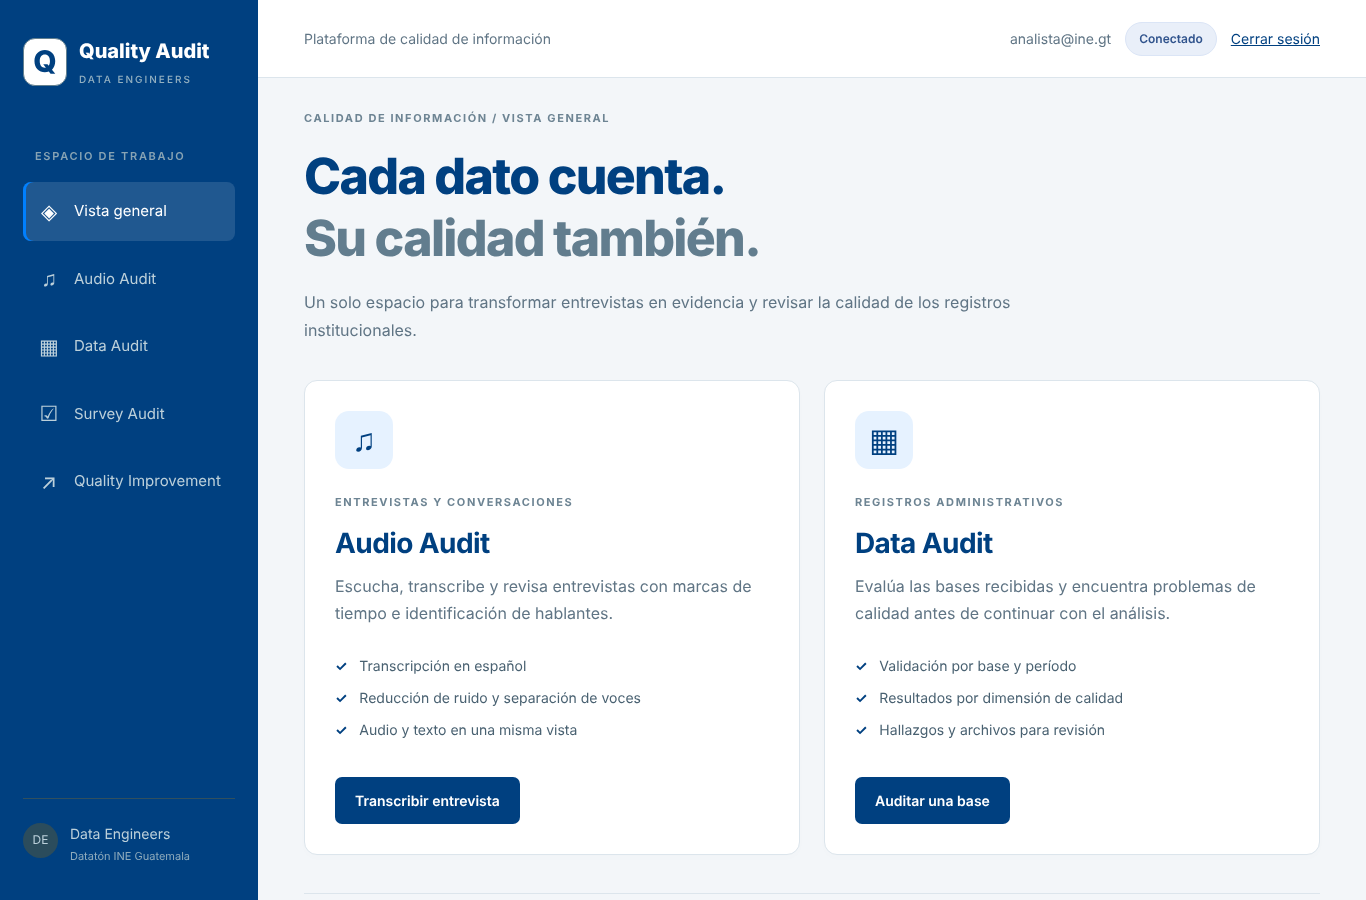 Q
Quality Audit
DATA ENGINEERS
ESPACIO DE TRABAJO
Vista general
Audio Audit
Data Audit
Survey Audit
Quality Improvement
DE
Data Engineers
Datatón INE Guatemala
Plataforma de calidad de información
analista@ine.gt
Conectado
Cerrar sesión
CALIDAD DE INFORMACIÓN / VISTA GENERAL
Cada dato cuenta.
Su calidad también.
Un solo espacio para transformar entrevistas en evidencia y revisar la calidad de los registros
institucionales.
ENTREVISTAS Y CONVERSACIONES
Audio Audit
Escucha, transcribe y revisa entrevistas con marcas de
tiempo e identificación de hablantes.
Transcripción en español
Reducción de ruido y separación de voces
Audio y texto en una misma vista
Transcribir entrevista
REGISTROS ADMINISTRATIVOS
Data Audit
Evalúa las bases recibidas y encuentra problemas de
calidad antes de continuar con el análisis.
Validación por base y período
Resultados por dimensión de calidad
Hallazgos y archivos para revisión
Auditar una base